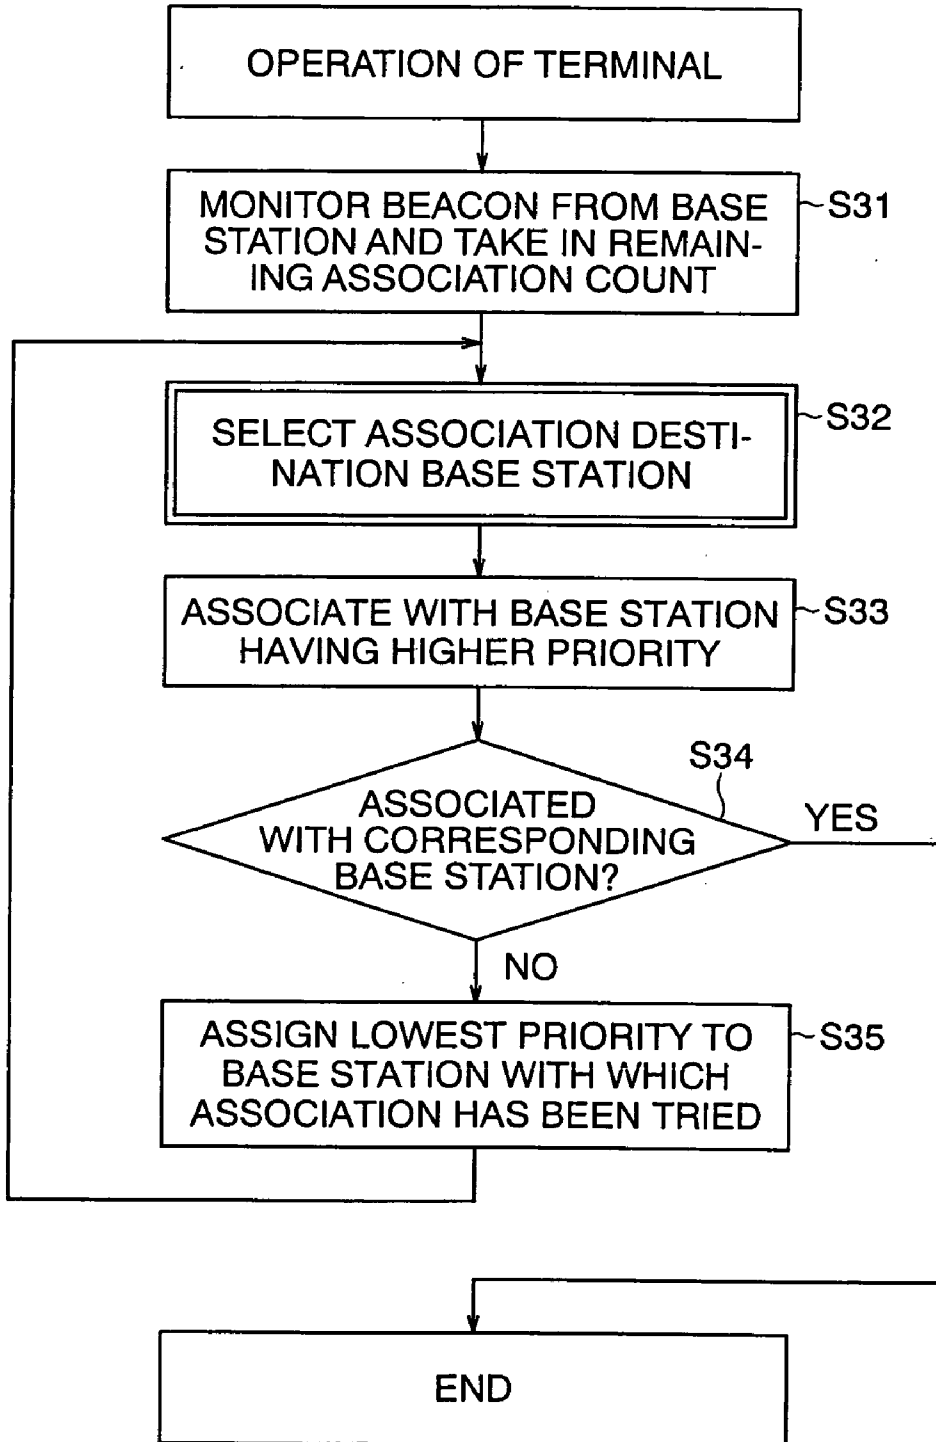 OPERATION OF TERMINAL
MONITOR BEACON FROM BASE
STATION AND TAKE IN REMAIN-
ING ASSOCIATION COUNT
S31
SELECT ASSOCIATION DESTI-
NATION BASE STATION
S32
ASSOCIATE WITH BASE STATION
HAVING HIGHER PRIORITY
S33
S34
ASSOCIATED
WITH CORRESPONDING
BASE STATION?
YES
NO
ASSIGN LOWEST PRIORITY TO
BASE STATION WITH WHICH
ASSOCIATION HAS BEEN TRIED
S35
END